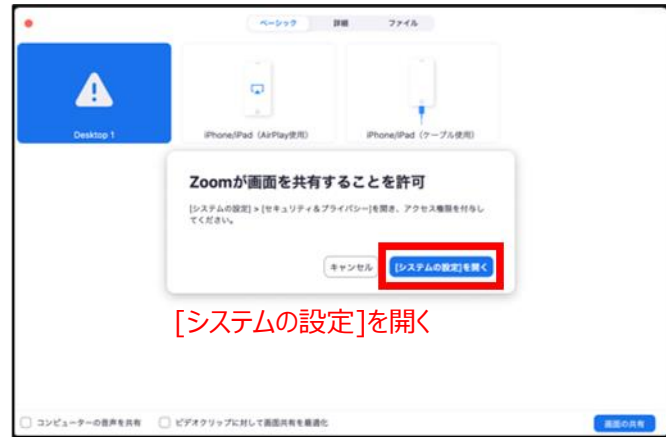 ベーシック 詳細 ファイル
Desktop 1 iPhone/iPad（AirPlay使用） iPhone/iPad（ケーブル使用）
Zoomが画面を共有することを許可
[システムの設定] > [セキュリティ&プライバシー]を開き、アクセス権限を付与し
てください。
キャンセル [システムの設定]を開く
[システムの設定]を開く
コンピューターの音声を共有 ビデオクリップに対して画面共有を最適化 画面の共有